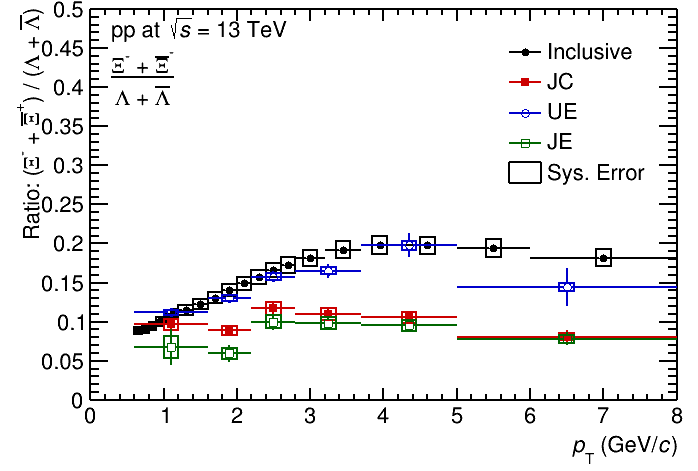 pp at √s = 13 TeV
Ξ⁻ + Ξ̅⁻
Λ + Λ̅
Inclusive
JC
UE
JE
Sys. Error
Ratio: (Ξ⁻ + Ξ̅⁺) / (Λ + Λ̅)
0.5
0.45
0.4
0.35
0.3
0.25
0.2
0.15
0.1
0.05
0
0 1 2 3 4 5 6 7 8
p_T (GeV/c)